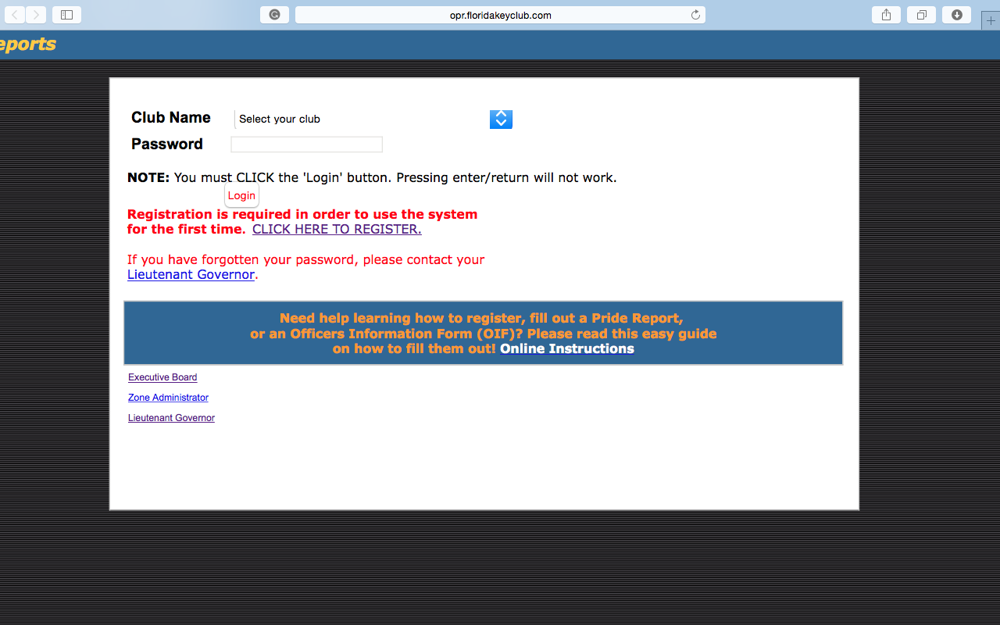 opr.floridakeyclub.com
eports
Club Name Select your club
Password
NOTE: You must CLICK the 'Login' button. Pressing enter/return will not work.
Login
Registration is required in order to use the system
for the first time. CLICK HERE TO REGISTER.
If you have forgotten your password, please contact your
Lieutenant Governor.
Need help learning how to register, fill out a Pride Report,
or an Officers Information Form (OIF)? Please read this easy guide
on how to fill them out! Online Instructions
Executive Board
Zone Administrator
Lieutenant Governor